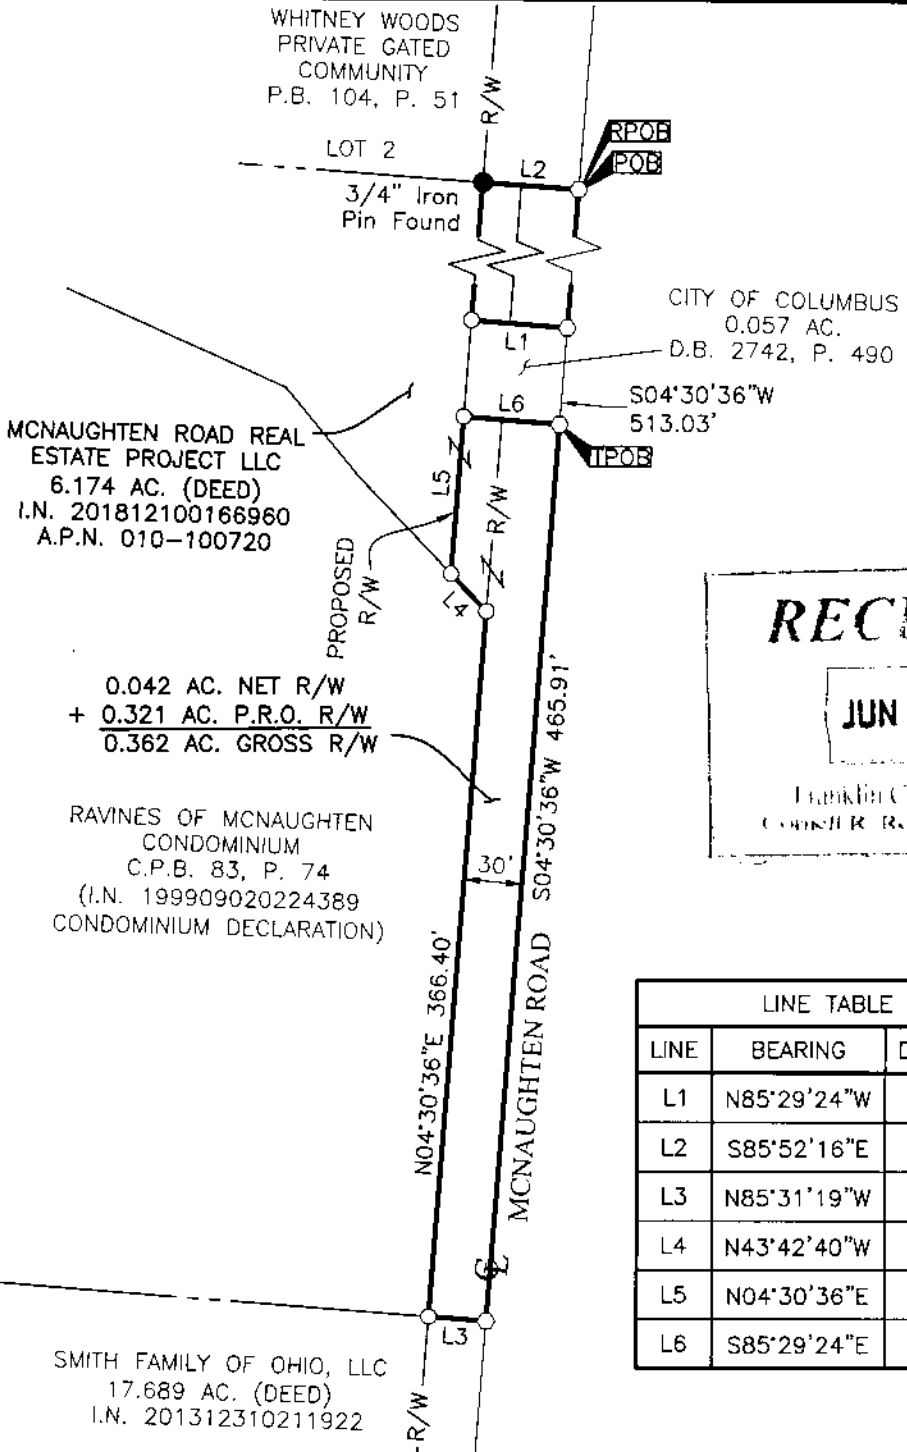 WHITNEY WOODS
PRIVATE GATED
COMMUNITY
P.B. 104, P. 51
R/W
RPOB
POB
LOT 2
L2
3/4" Iron
Pin Found
CITY OF COLUMBUS
0.057 AC.
D.B. 2742, P. 490
L1
S04°30'36"W
513.03'
L6
TPOB
MCNAUGHTEN ROAD REAL
ESTATE PROJECT LLC
6.174 AC. (DEED)
I.N. 201812100166960
A.P.N. 010-100720
L5
R/W
PROPOSED
R/W
L4
JUN
0.042 AC. NET R/W
+ 0.321 AC. P.R.O. R/W
0.362 AC. GROSS R/W
S04°30'36"W 465.91'
RAVINES OF MCNAUGHTEN
CONDOMINIUM
C.P.B. 83, P. 74
(I.N. 199909020224389
CONDOMINIUM DECLARATION)
30'
N04°30'36"E 366.40'
MCNAUGHTEN ROAD
℄
L3
SMITH FAMILY OF OHIO, LLC
17.689 AC. (DEED)
I.N. 201312310211922
R/W
LINE TABLE
LINE BEARING
L1 N85°29'24"W
L2 S85°52'16"E
L3 N85°31'19"W
L4 N43°42'40"W
L5 N04°30'36"E
L6 S85°29'24"E